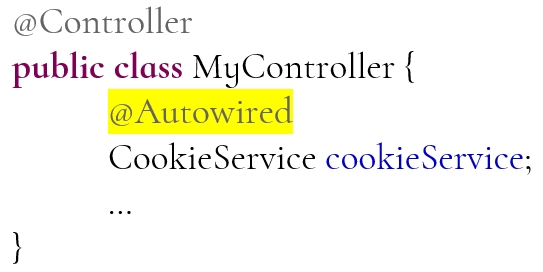 @Controller
public class MyController {
@Autowired
CookieService cookieService;
...
}